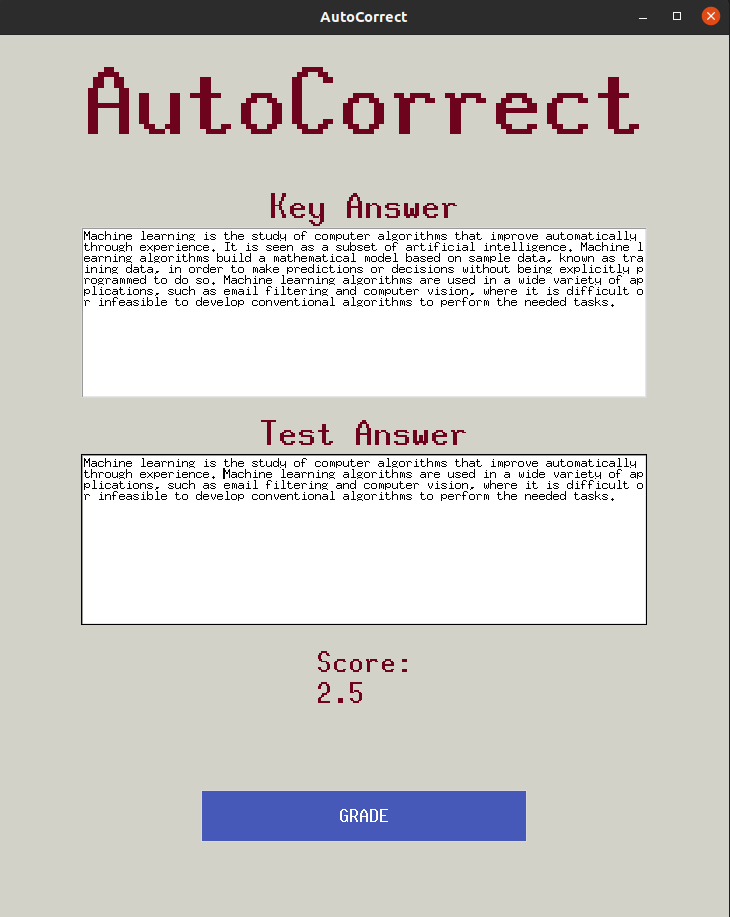 AutoCorrect
AutoCorrect
Key Answer
Machine learning is the study of computer algorithms that improve automatically
through experience. It is seen as a subset of artificial intelligence. Machine l
earning algorithms build a mathematical model based on sample data, known as tra
ining data, in order to make predictions or decisions without being explicitly p
rogrammed to do so. Machine learning algorithms are used in a wide variety of ap
plications, such as email filtering and computer vision, where it is difficult o
r infeasible to develop conventional algorithms to perform the needed tasks.
Test Answer
Machine learning is the study of computer algorithms that improve automatically
through experience. Machine learning algorithms are used in a wide variety of ap
plications, such as email filtering and computer vision, where it is difficult o
r infeasible to develop conventional algorithms to perform the needed tasks.
Score:
2.5
GRADE